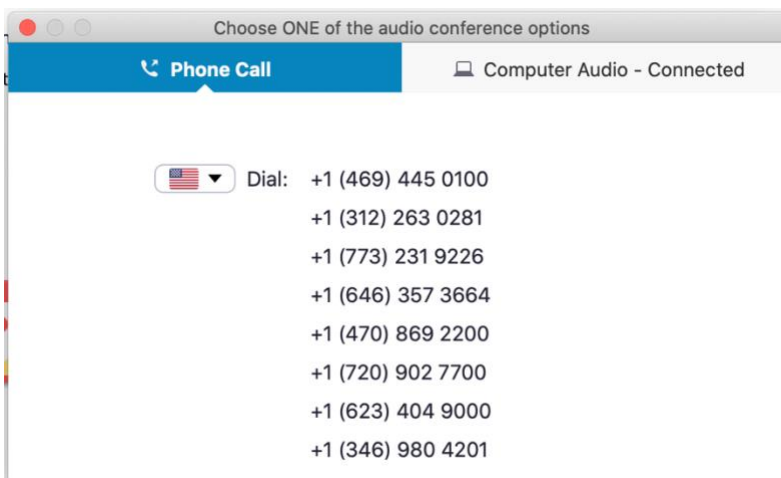 Choose ONE of the audio conference options
Phone Call
Computer Audio - Connected
Dial: +1 (469) 445 0100
+1 (312) 263 0281
+1 (773) 231 9226
+1 (646) 357 3664
+1 (470) 869 2200
+1 (720) 902 7700
+1 (623) 404 9000
+1 (346) 980 4201